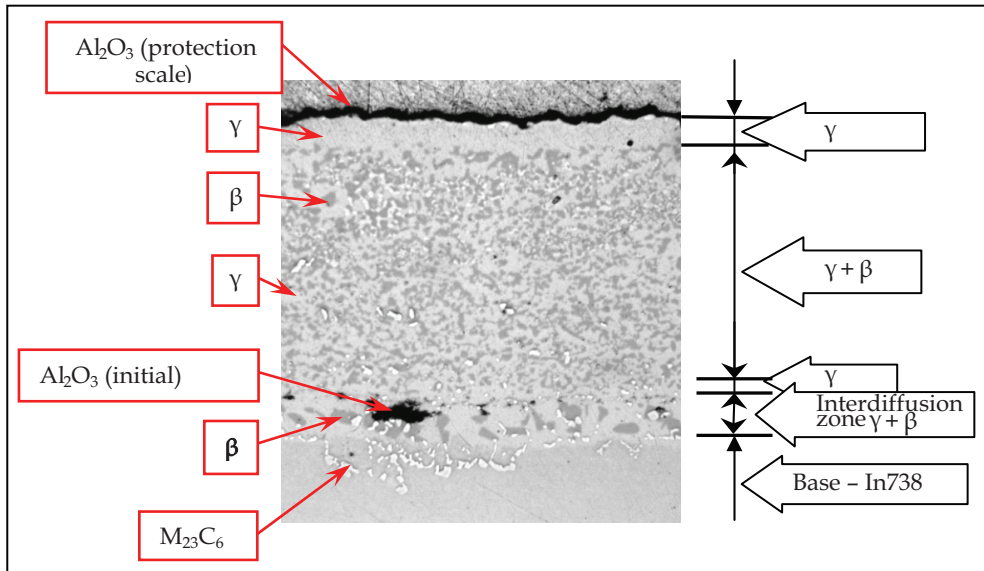 Al₂O₃ (protection
scale)
γ
β
γ
Al₂O₃ (initial)
β
M₂₃C₆
γ
γ + β
γ
Interdiffusion
zone γ + β
Base – In738